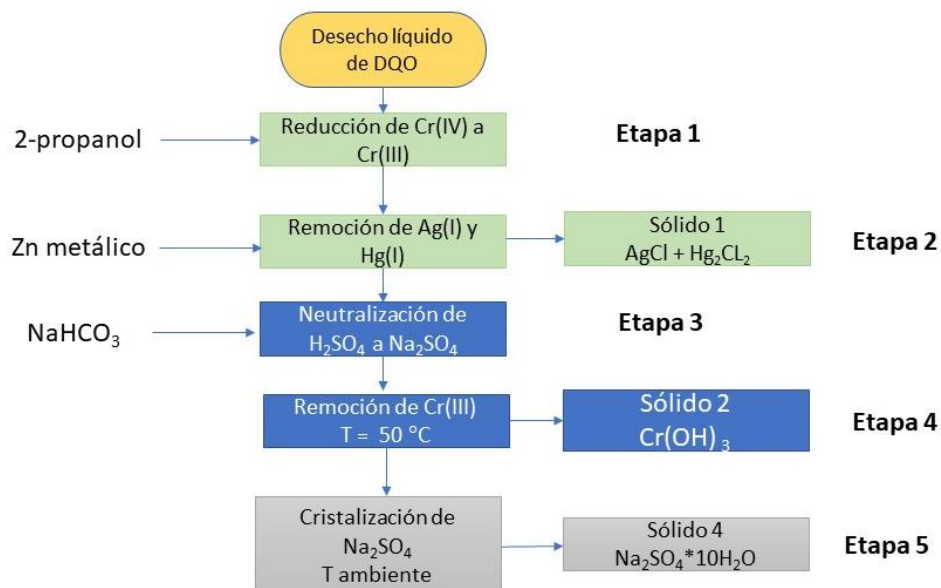 Desecho líquido
de DQO
2-propanol
Reducción de Cr(IV) a
Cr(III)
Etapa 1
Zn metálico
Remoción de Ag(I) y
Hg(I)
Sólido 1
AgCl + Hg₂CL₂
Etapa 2
NaHCO₃
Neutralización de
H₂SO₄ a Na₂SO₄
Etapa 3
Remoción de Cr(III)
T = 50 °C
Sólido 2
Cr(OH) ₃
Etapa 4
Cristalización de
Na₂SO₄
T ambiente
Sólido 4
Na₂SO₄*10H₂O
Etapa 5